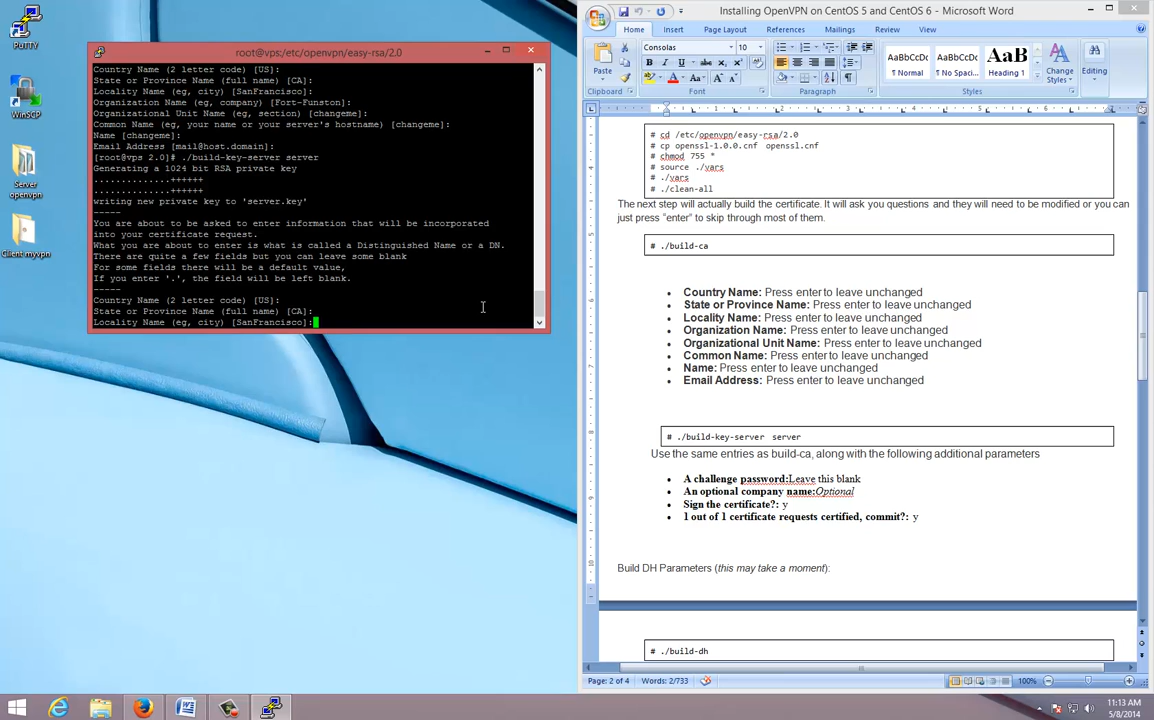 PuTTY
WinSCP
Server
openvpn
Client myvpn
root@vps:/etc/openvpn/easy-rsa/2.0
Country Name (2 letter code) [US]:
State or Province Name (full name) [CA]:
Locality Name (eg, city) [SanFrancisco]:
Organization Name (eg, company) [Fort-Funston]:
Organizational Unit Name (eg, section) [changeme]:
Common Name (eg, your name or your server's hostname) [changeme]:
Name [changeme]:
Email Address [mail@host.domain]:
[root@vps 2.0]# ./build-key-server server
Generating a 1024 bit RSA private key
..............++++++
..............++++++
writing new private key to 'server.key'
-----
You are about to be asked to enter information that will be incorporated
into your certificate request.
What you are about to enter is what is called a Distinguished Name or a DN.
There are quite a few fields but you can leave some blank
For some fields there will be a default value,
If you enter '.', the field will be left blank.
-----
Country Name (2 letter code) [US]:
State or Province Name (full name) [CA]:
Locality Name (eg, city) [SanFrancisco]:
Installing OpenVPN on CentOS 5 and CentOS 6 - Microsoft Word
Home Insert Page Layout References Mailings Review View
Paste
Clipboard
Consolas 10
Font
Paragraph
AaBbCcDc AaBbCcDc AaB
¶ Normal ¶ No Spaci... Heading 1
Change
Styles
Styles
Editing
# cd /etc/openvpn/easy-rsa/2.0
# cp openssl-1.0.0.cnf openssl.cnf
# chmod 755 *
# source ./vars
# ./vars
# ./clean-all
The next step will actually build the certificate. It will ask you questions and they will need to be modified or you can
just press "enter" to skip through most of them.
# ./build-ca
• Country Name: Press enter to leave unchanged
• State or Province Name: Press enter to leave unchanged
• Locality Name: Press enter to leave unchanged
• Organization Name: Press enter to leave unchanged
• Organizational Unit Name: Press enter to leave unchanged
• Common Name: Press enter to leave unchanged
• Name: Press enter to leave unchanged
• Email Address: Press enter to leave unchanged
# ./build-key-server server
Use the same entries as build-ca, along with the following additional parameters
• A challenge password:Leave this blank
• An optional company name:Optional
• Sign the certificate?: y
• 1 out of 1 certificate requests certified, commit?: y
Build DH Parameters (this may take a moment):
# ./build-dh
Page: 2 of 4 Words: 2/733
100%
11:13 AM
5/8/2014